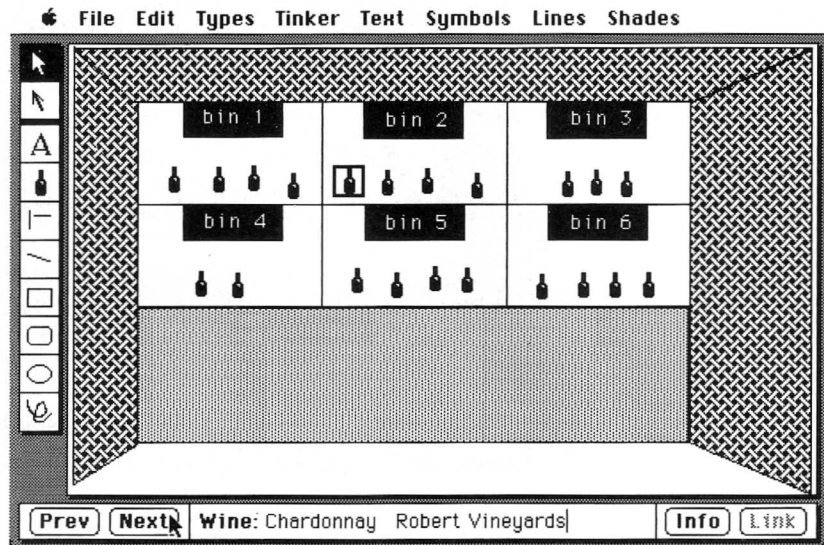 File Edit Types Tinker Text Symbols Lines Shades
bin 1 bin 2 bin 3
A
bin 4 bin 5 bin 6
Prev Next Wine: Chardonnay Robert Vineyards Info Link